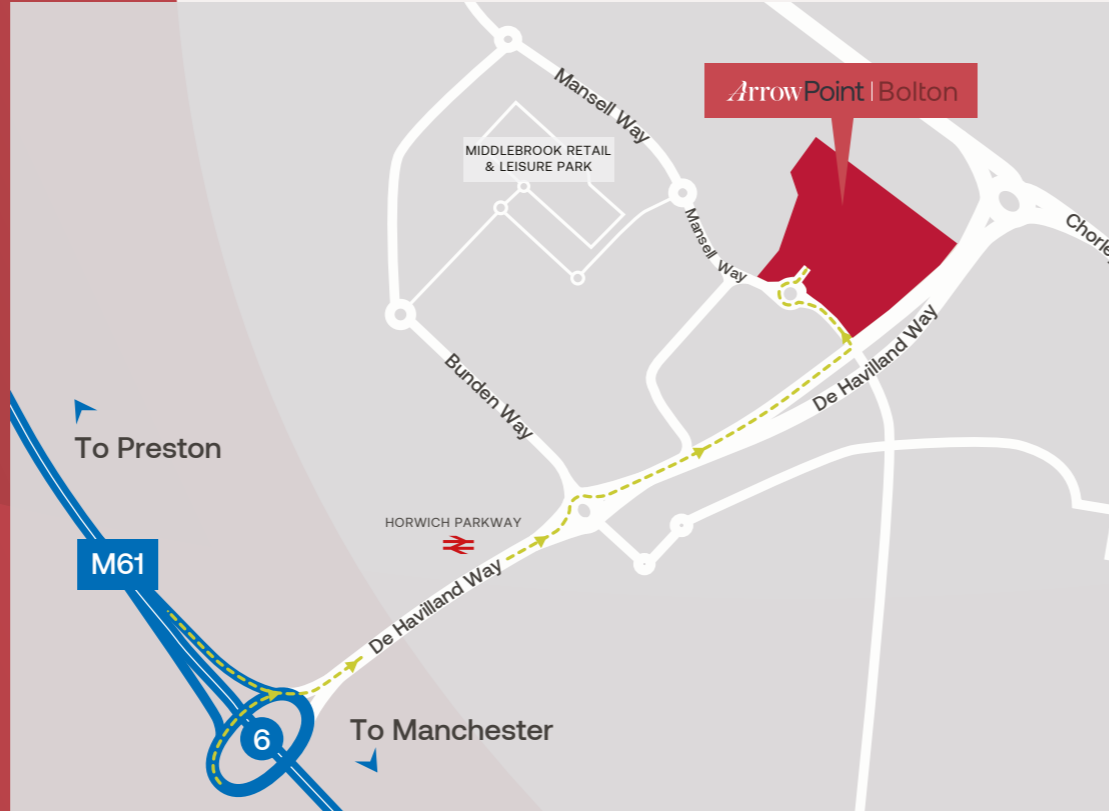 ArrowPoint | Bolton
Mansell Way
MIDDLEBROOK RETAIL
& LEISURE PARK
Mansell Way
Chorley
De Havilland Way
Bunden Way
To Preston
HORWICH PARKWAY
M61
De Havilland Way
To Manchester
6